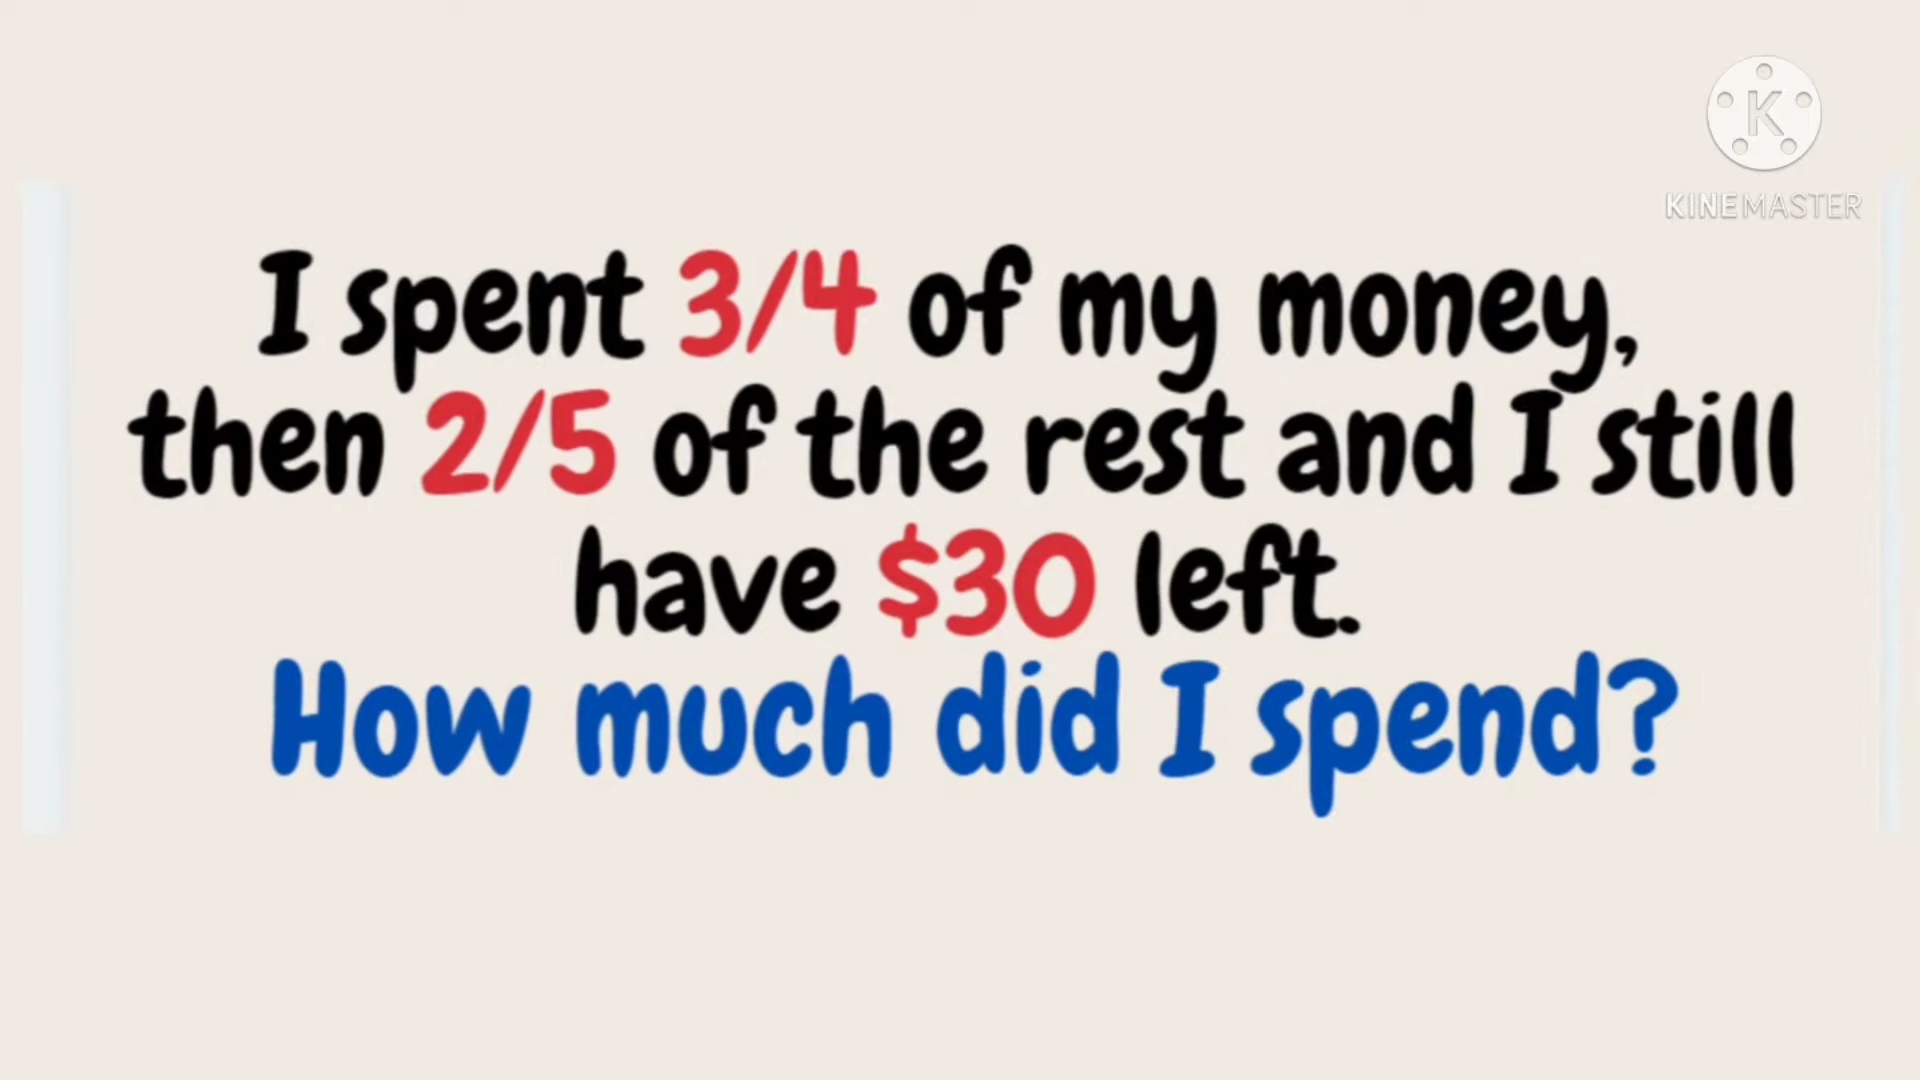 K
KINEMASTER
I spent 3/4 of my money,
then 2/5 of the rest and I still
have $30 left.
How much did I spend?